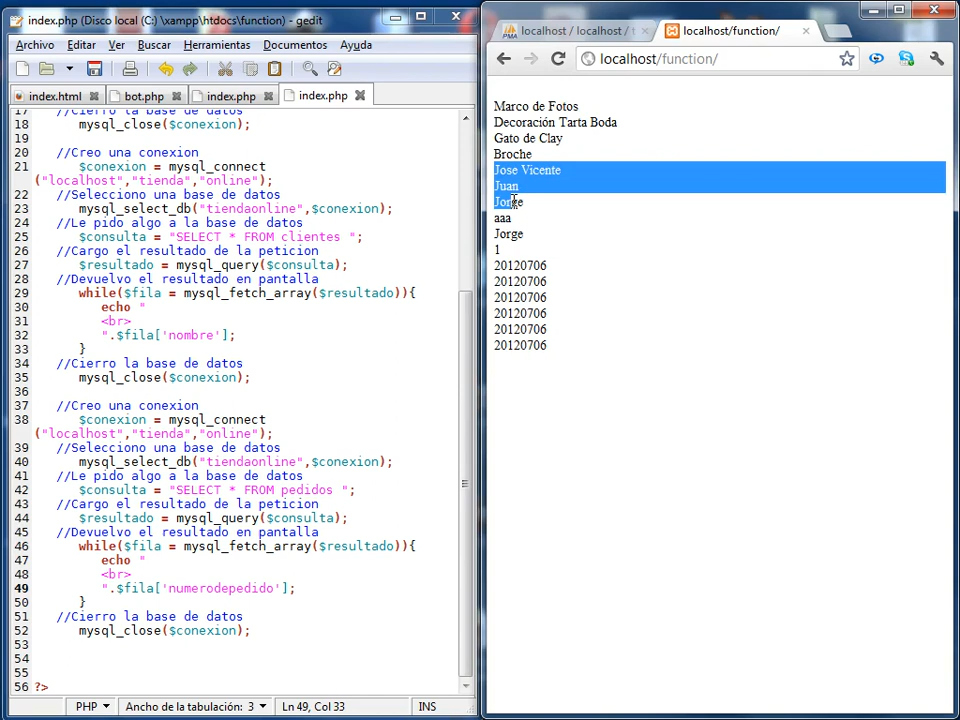 index.php (Disco local (C:) \xampp\htdocs\function) - gedit
Archivo Editar Ver Buscar Herramientas Documentos Ayuda
index.html bot.php index.php index.php
17 //Cierro la base de datos
18 mysql_close($conexion);
19
20 //Creo una conexion
21 $conexion = mysql_connect
("localhost","tienda","online");
22 //Selecciono una base de datos
23 mysql_select_db("tiendaonline",$conexion);
24 //Le pido algo a la base de datos
25 $consulta = "SELECT * FROM clientes ";
26 //Cargo el resultado de la peticion
27 $resultado = mysql_query($consulta);
28 //Devuelvo el resultado en pantalla
29 while($fila = mysql_fetch_array($resultado)){
30 echo "
31 <br>
32 ".$fila['nombre'];
33 }
34 //Cierro la base de datos
35 mysql_close($conexion);
36
37 //Creo una conexion
38 $conexion = mysql_connect
("localhost","tienda","online");
39 //Selecciono una base de datos
40 mysql_select_db("tiendaonline",$conexion);
41 //Le pido algo a la base de datos
42 $consulta = "SELECT * FROM pedidos ";
43 //Cargo el resultado de la peticion
44 $resultado = mysql_query($consulta);
45 //Devuelvo el resultado en pantalla
46 while($fila = mysql_fetch_array($resultado)){
47 echo "
48 <br>
49 ".$fila['numerodepedido'];
50 }
51 //Cierro la base de datos
52 mysql_close($conexion);
53
54
55
56 ?>
PHP Ancho de la tabulación: 3 Ln 49, Col 33 INS
PMA localhost / localhost / localhost/function/
localhost/function/
Marco de Fotos
Decoración Tarta Boda
Gato de Clay
Broche
Jose Vicente
Juan
Jorge
aaa
Jorge
1
20120706
20120706
20120706
20120706
20120706
20120706